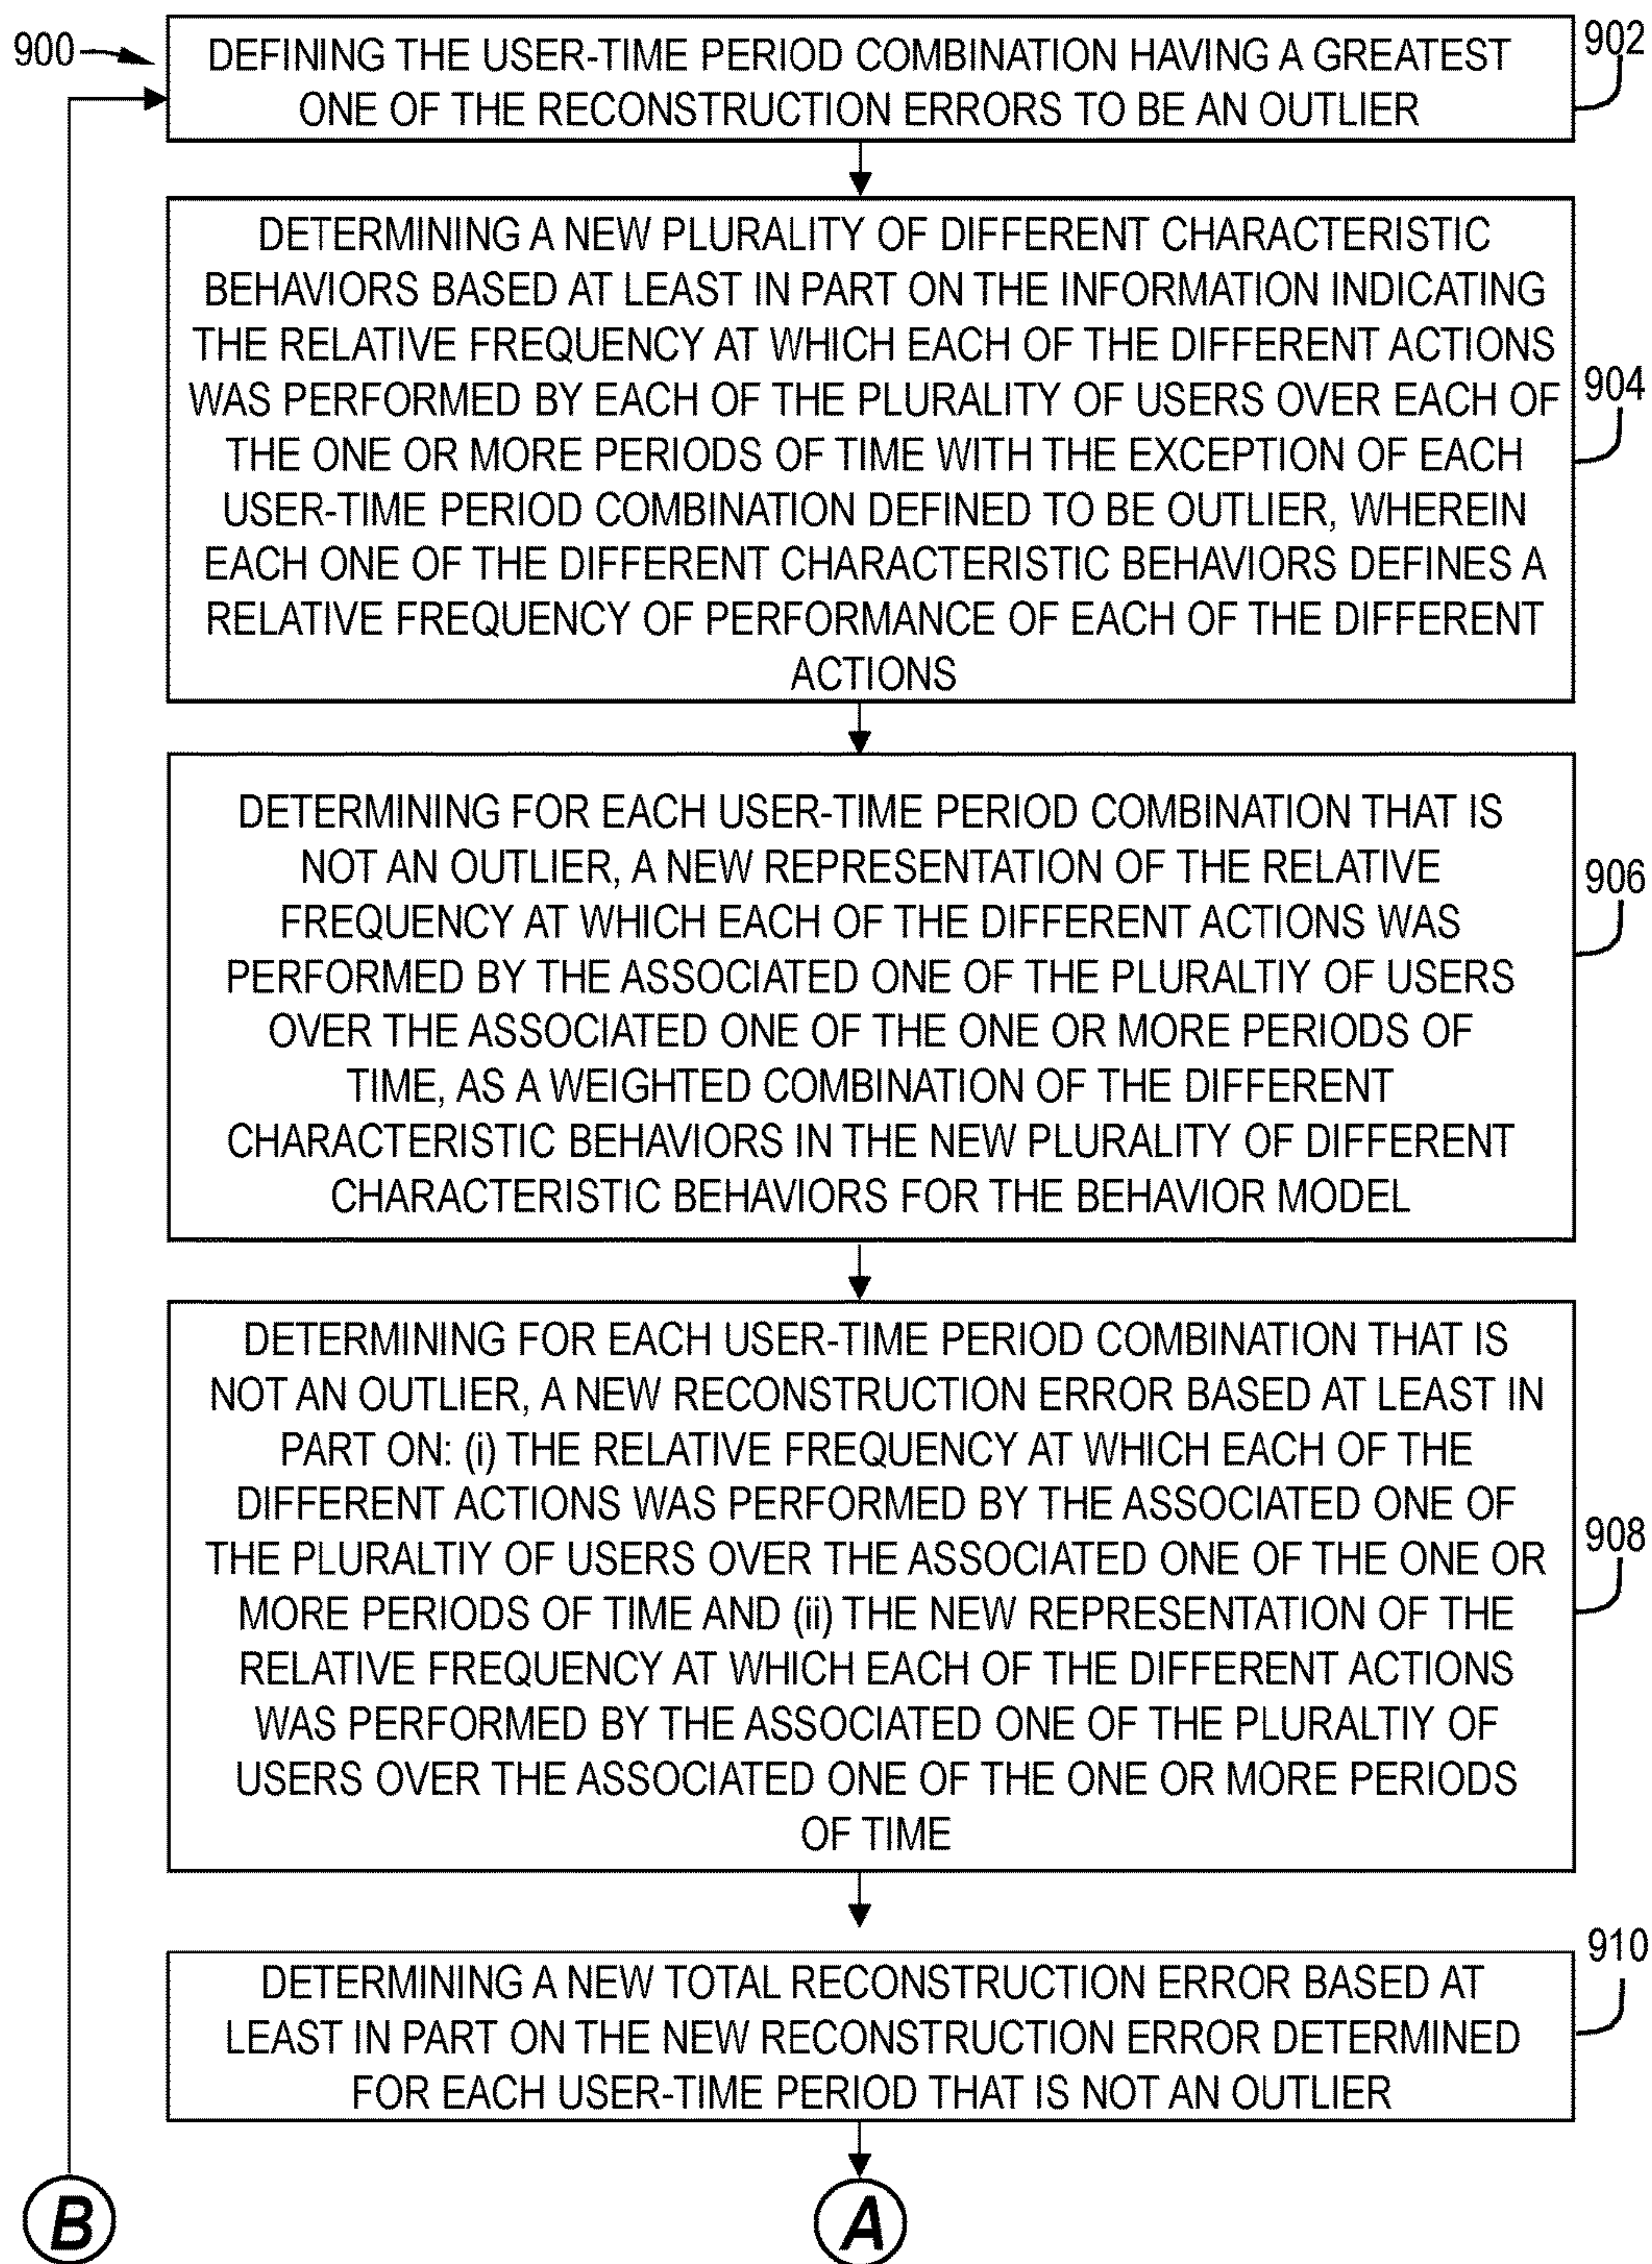 900
DEFINING THE USER-TIME PERIOD COMBINATION HAVING A GREATEST
ONE OF THE RECONSTRUCTION ERRORS TO BE AN OUTLIER
902
DETERMINING A NEW PLURALITY OF DIFFERENT CHARACTERISTIC
BEHAVIORS BASED AT LEAST IN PART ON THE INFORMATION INDICATING
THE RELATIVE FREQUENCY AT WHICH EACH OF THE DIFFERENT ACTIONS
WAS PERFORMED BY EACH OF THE PLURALITY OF USERS OVER EACH OF
THE ONE OR MORE PERIODS OF TIME WITH THE EXCEPTION OF EACH
USER-TIME PERIOD COMBINATION DEFINED TO BE OUTLIER, WHEREIN
EACH ONE OF THE DIFFERENT CHARACTERISTIC BEHAVIORS DEFINES A
RELATIVE FREQUENCY OF PERFORMANCE OF EACH OF THE DIFFERENT
ACTIONS
904
DETERMINING FOR EACH USER-TIME PERIOD COMBINATION THAT IS
NOT AN OUTLIER, A NEW REPRESENTATION OF THE RELATIVE
FREQUENCY AT WHICH EACH OF THE DIFFERENT ACTIONS WAS
PERFORMED BY THE ASSOCIATED ONE OF THE PLURALTIY OF USERS
OVER THE ASSOCIATED ONE OF THE ONE OR MORE PERIODS OF
TIME, AS A WEIGHTED COMBINATION OF THE DIFFERENT
CHARACTERISTIC BEHAVIORS IN THE NEW PLURALITY OF DIFFERENT
CHARACTERISTIC BEHAVIORS FOR THE BEHAVIOR MODEL
906
DETERMINING FOR EACH USER-TIME PERIOD COMBINATION THAT IS
NOT AN OUTLIER, A NEW RECONSTRUCTION ERROR BASED AT LEAST IN
PART ON: (i) THE RELATIVE FREQUENCY AT WHICH EACH OF THE
DIFFERENT ACTIONS WAS PERFORMED BY THE ASSOCIATED ONE OF
THE PLURALTIY OF USERS OVER THE ASSOCIATED ONE OF THE ONE OR
MORE PERIODS OF TIME AND (ii) THE NEW REPRESENTATION OF THE
RELATIVE FREQUENCY AT WHICH EACH OF THE DIFFERENT ACTIONS
WAS PERFORMED BY THE ASSOCIATED ONE OF THE PLURALTIY OF
USERS OVER THE ASSOCIATED ONE OF THE ONE OR MORE PERIODS
OF TIME
908
DETERMINING A NEW TOTAL RECONSTRUCTION ERROR BASED AT
LEAST IN PART ON THE NEW RECONSTRUCTION ERROR DETERMINED
FOR EACH USER-TIME PERIOD THAT IS NOT AN OUTLIER
910
B
A